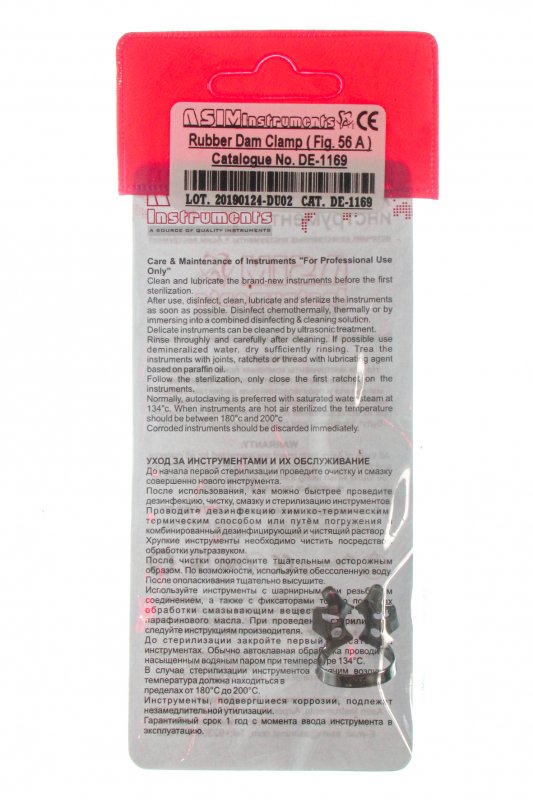 ASIM instruments CE
Rubber Dam Clamp ( Fig. 56 A )
Catalogue No. DE-1169
LOT. 20190124-DU02 CAT. DE-1169
Instruments
A SOURCE OF QUALITY INSTRUMENTS
Care & Maintenance of Instruments "For Professional Use
Only"
Clean and lubricate the brand-new instruments before the first
sterilization.
After use, disinfect, clean, lubricate and sterilize the instruments
as soon as possible. Disinfect chemothermally, thermally or by
immersing into a combined disinfecting & cleaning solution.
Delicate instruments can be cleaned by ultrasonic treatment.
Rinse thoroughly and carefully after cleaning. If possible use
demineralized water, dry sufficiently rinsing. Trea the
instruments with joints, ratchets or thread with lubricating agent
based on paraffin oil.
Follow the sterilization, only close the first ratchet on the
instruments.
Normally, autoclaving is preferred with saturated water steam at
134°c. When instruments are hot air sterilized the temperature
should be between 180°c and 200°c
Corroded instruments should be discarded immediately.
УХОД ЗА ИНСТРУМЕНТАМИ И ИХ ОБСЛУЖИВАНИЕ
До начала первой стерилизации проведите очистку и смазку
совершенно нового инструмента.
После использования, как можно быстрее проведите
дезинфекцию, чистку, смазку и стерилизацию инструментов
Проводите дезинфекцию химико-термическим
термическим способом или путём погружения
комбинированный дезинфицирующий и чистящий раствор
Хрупкие инструменты необходимо чистить посредство
обработки ультразвуком.
После чистки ополосните тщательным осторожным
образом. По возможности, используйте обессоленную воду
После ополаскивания тщательно высушите.
Используйте инструменты с шарнирным резьб
соединением, а также с фиксаторами
обработки смазывающим вещес
парафинового масла. При проведен стерили
следуйте инструкциям производителя.
До стерилизации закройте первый
инструментах. Обычно автоклавная обработка проводи
насыщенным водяным паром при температуре 134°C.
В случае стерилизации инструментов возду
температура должна находиться в
пределах от 180°C до 200°C.
Инструменты, подвергшиеся коррозии, подлежат
незамедлительной утилизации.
Гарантийный срок 1 год с момента ввода инструмента в
эксплуатацию.